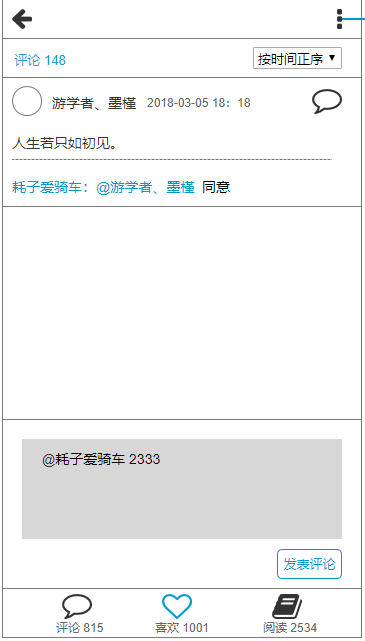 评论 148
按时间正序
游学者、墨槿 2018-03-05 18：18
人生若只如初见。
耗子爱骑车：@游学者、墨槿 同意
@耗子爱骑车 2333
发表评论
评论 815 喜欢 1001 阅读 2534